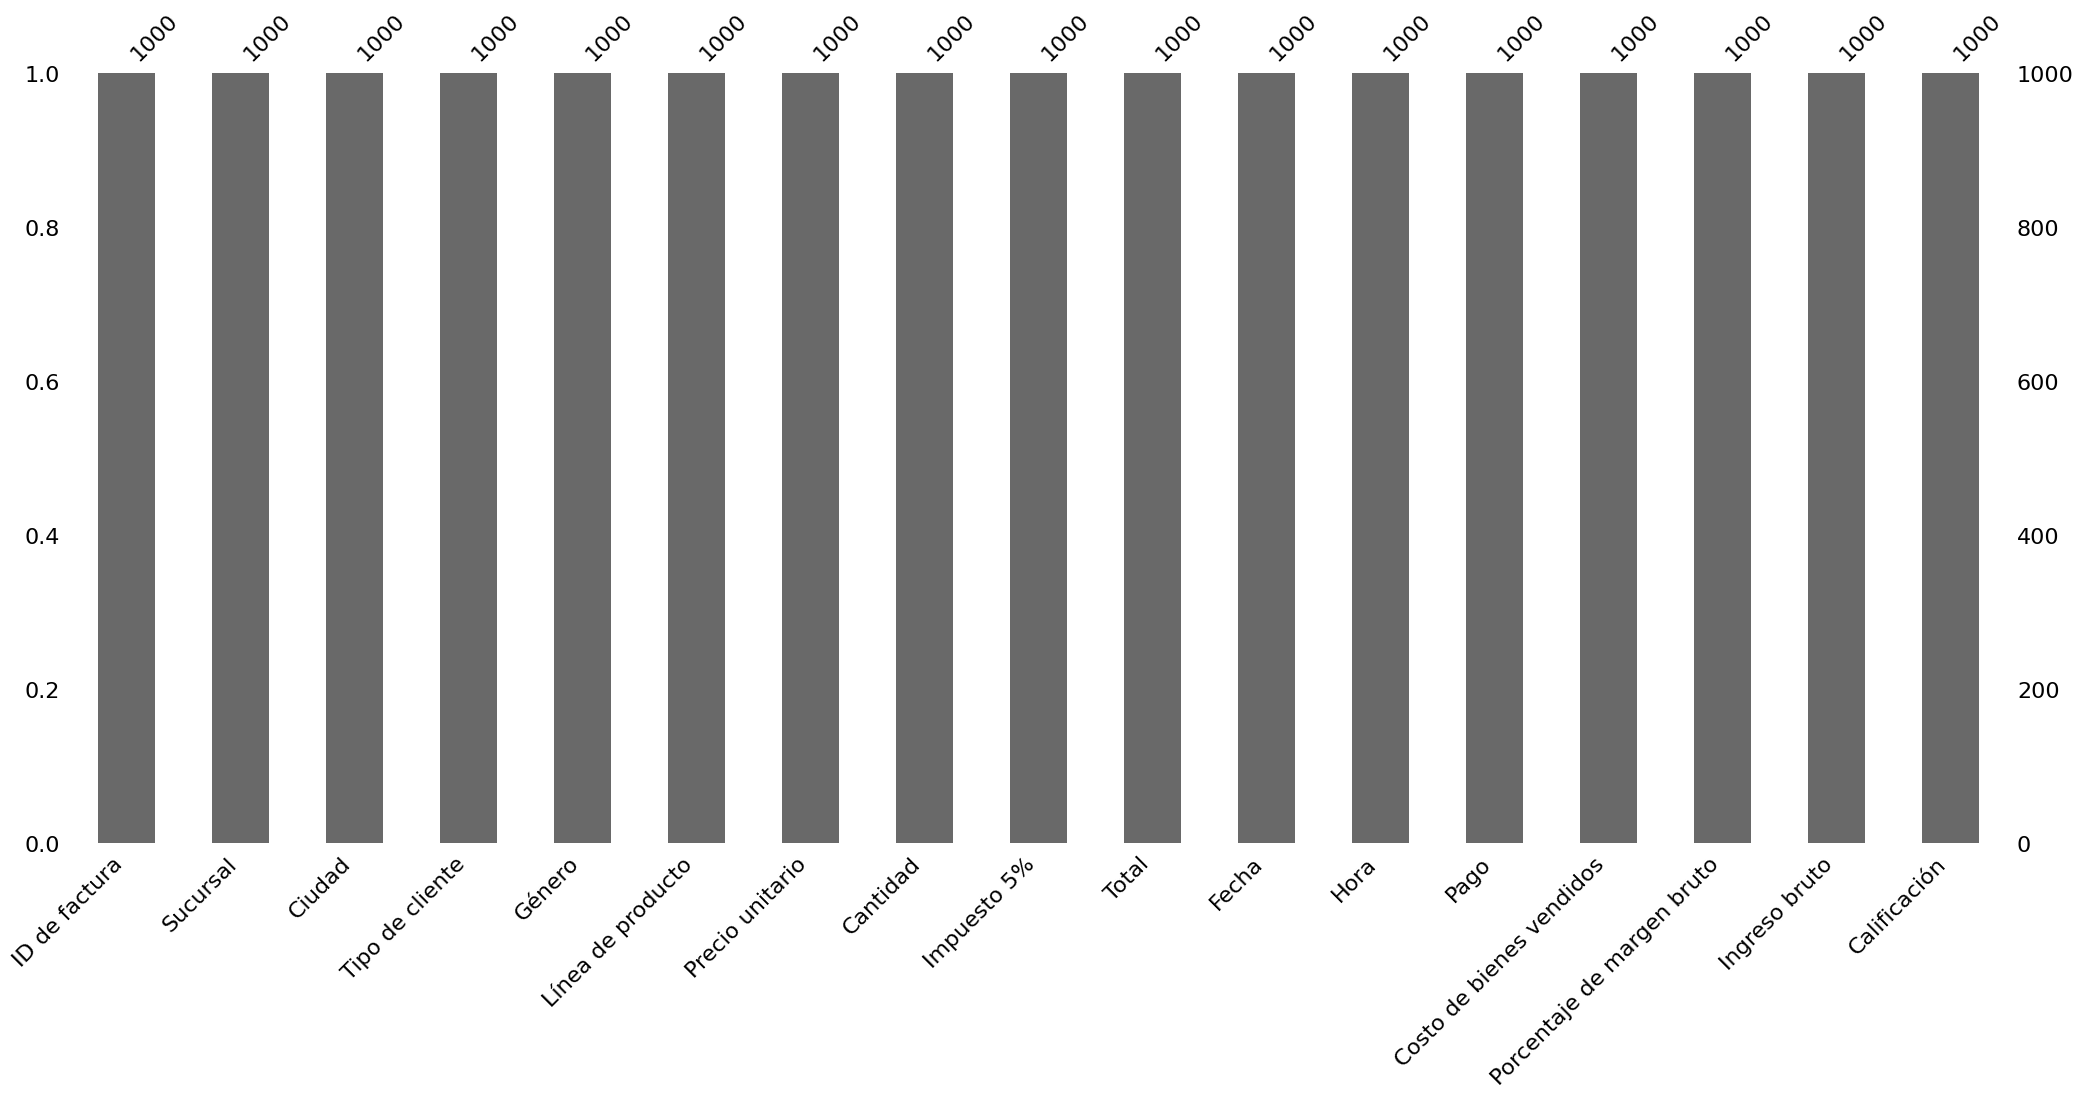 1000 1000 1000 1000 1000 1000 1000 1000 1000 1000 1000 1000 1000 1000 1000 1000 1000
1.0 1000
0.8 800
0.6 600
0.4 400
0.2 200
0.0 0
ID de factura
Sucursal
Ciudad
Tipo de cliente
Género
Línea de producto
Precio unitario
Cantidad
Impuesto 5%
Total
Fecha
Hora
Pago
Costo de bienes vendidos
Porcentaje de margen bruto
Ingreso bruto
Calificación